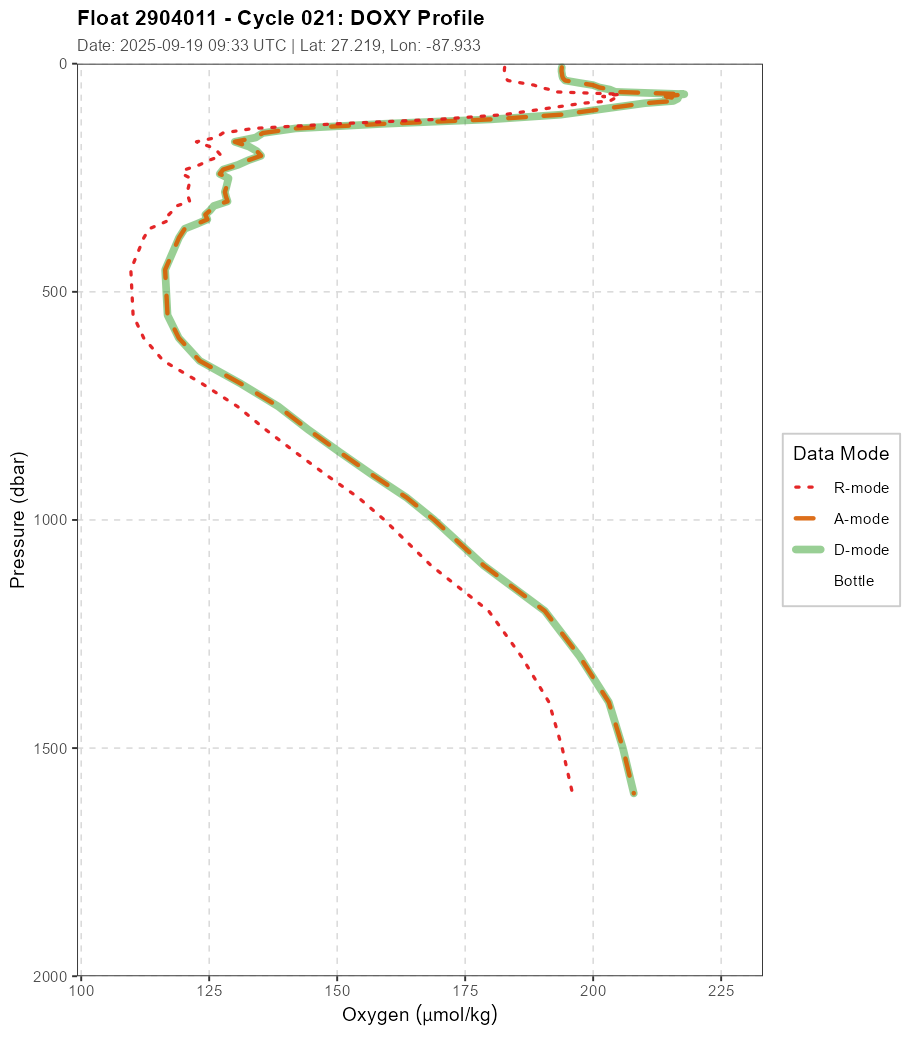 Float 2904011 - Cycle 021: DOXY Profile
Date: 2025-09-19 09:33 UTC | Lat: 27.219, Lon: -87.933
0
500
1000
1500
2000
Pressure (dbar)
100 125 150 175 200 225
Oxygen (µmol/kg)
Data Mode
R-mode
A-mode
D-mode
Bottle